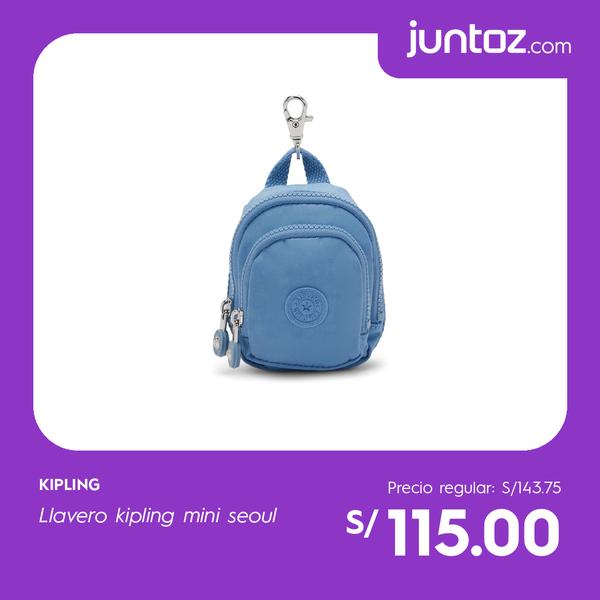 juntoz.com
KIPLING
Llavero kipling mini seoul
Precio regular: S/143.75
S/ 115.00